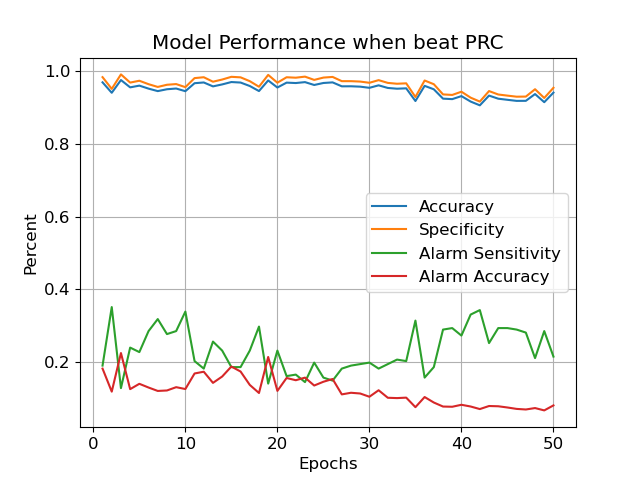 Model Performance when beat PRC
1.0
0.8
0.6
0.4
0.2
Percent
Accuracy
Specificity
Alarm Sensitivity
Alarm Accuracy
0 10 20 30 40 50
Epochs